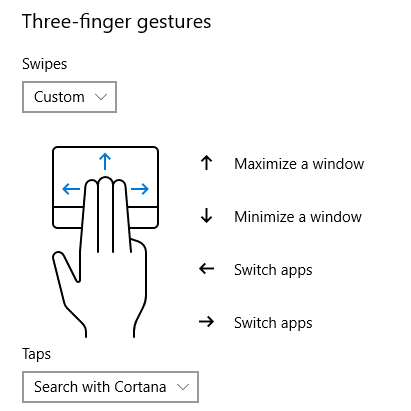 Three-finger gestures
Swipes
Custom
Maximize a window
Minimize a window
Switch apps
Switch apps
Taps
Search with Cortana